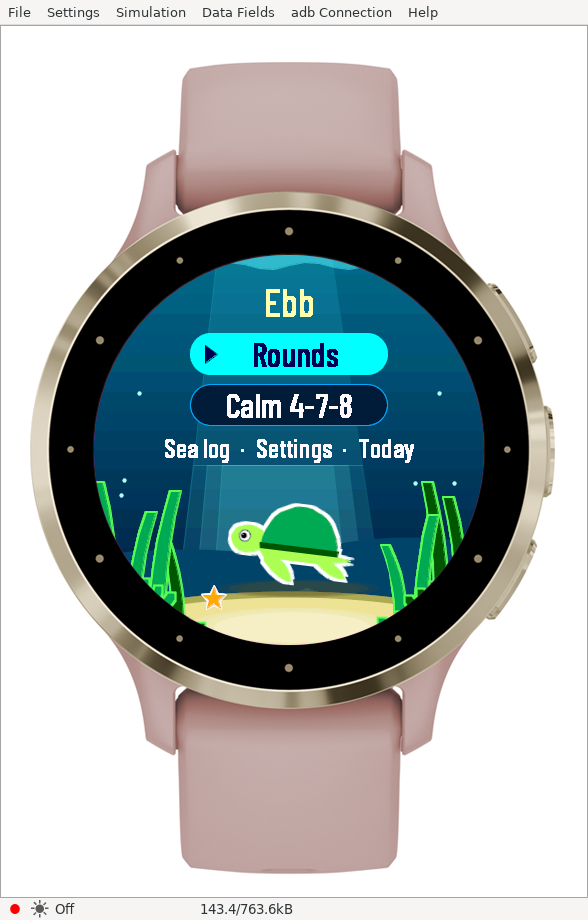 File Settings Simulation Data Fields adb Connection Help
Ebb
Rounds
Calm 4-7-8
Sea log · Settings · Today
Off 143.4/763.6kB